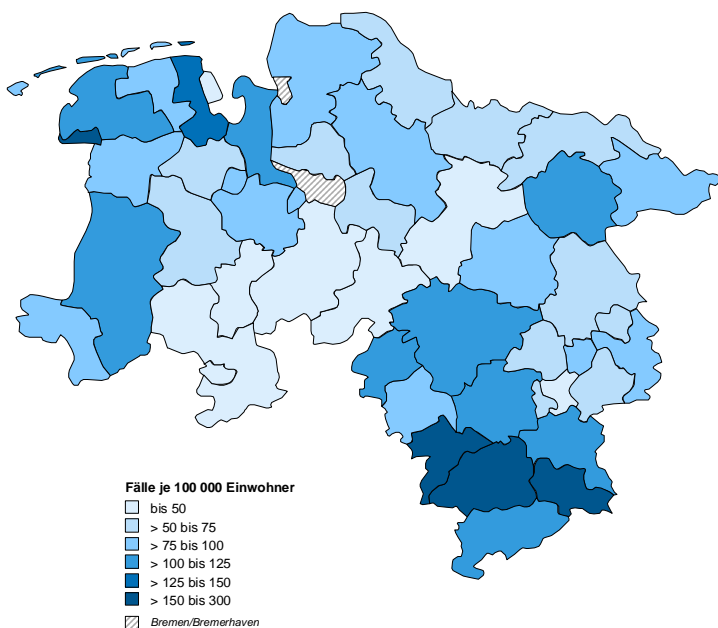 Fälle je 100 000 Einwohner
bis 50
> 50 bis 75
> 75 bis 100
> 100 bis 125
> 125 bis 150
> 150 bis 300
Bremen/Bremerhaven